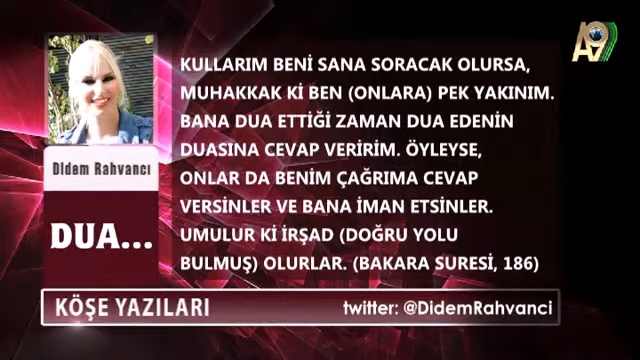 A9
KULLARIM BENİ SANA SORACAK OLURSA,
MUHAKKAK Kİ BEN (ONLARA) PEK YAKINIM.
BANA DUA ETTİĞİ ZAMAN DUA EDENİN
DUASINA CEVAP VERİRİM. ÖYLEYSE,
ONLAR DA BENİM ÇAĞRIMA CEVAP
VERSİNLER VE BANA İMAN ETSİNLER.
UMULUR Kİ İRŞAD (DOĞRU YOLU
BULMUŞ) OLURLAR. (BAKARA SURESİ, 186)
Didem Rahvancı
DUA...
KÖŞE YAZILARI
twitter: @DidemRahvanci